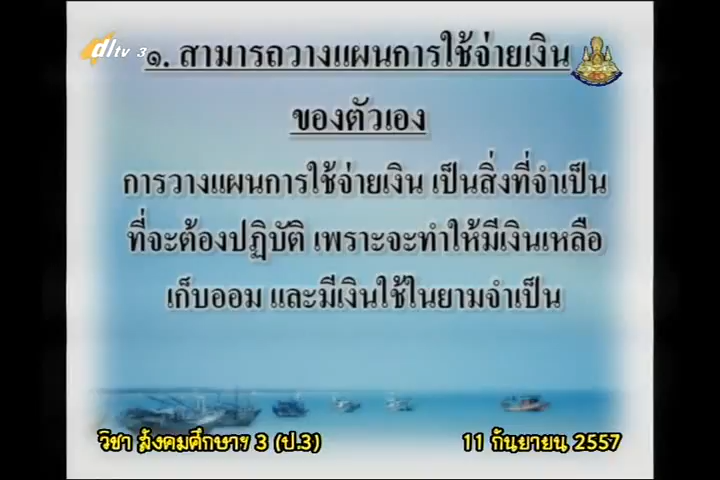 dltv 3
๑. สามารถวางแผนการใช้จ่ายเงิน
ของตัวเอง
การวางแผนการใช้จ่ายเงิน เป็นสิ่งที่จำเป็น
ที่จะต้องปฏิบัติ เพราะจะทำให้มีเงินเหลือ
เก็บออม และมีเงินใช้ในยามจำเป็น
วิชา สังคมศึกษาฯ 3 (ป.3)
11 กันยายน 2557